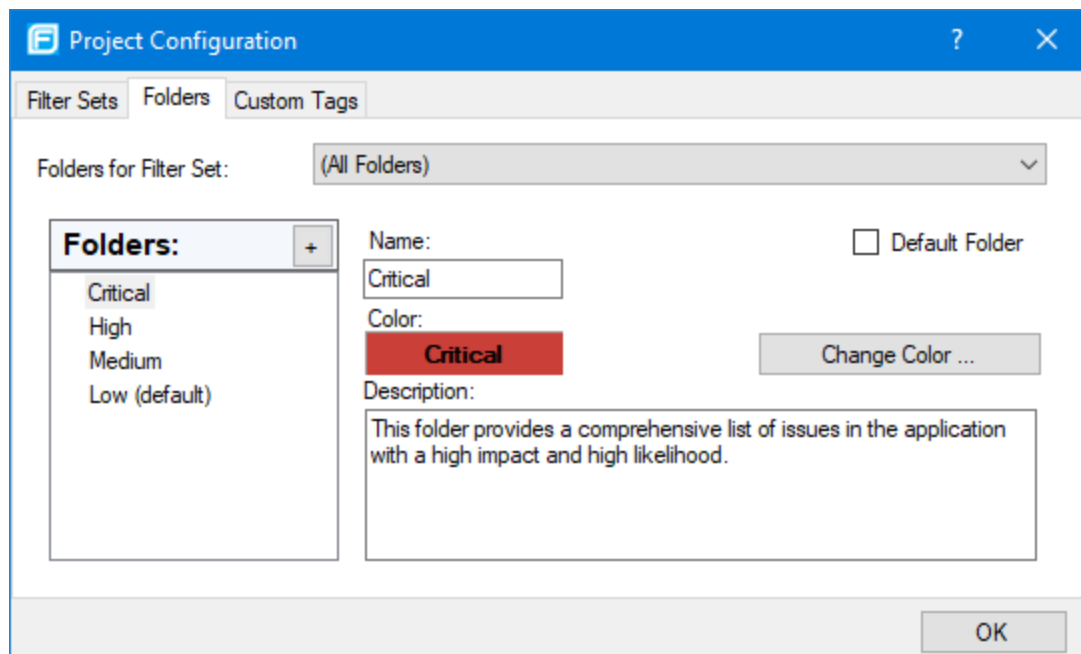 Project Configuration ?
Filter Sets Folders Custom Tags
Folders for Filter Set: (All Folders)
Folders: +
Critical
High
Medium
Low (default)
Name:
Critical
Default Folder
Color:
Critical
Change Color ...
Description:
This folder provides a comprehensive list of issues in the application
with a high impact and high likelihood.
OK